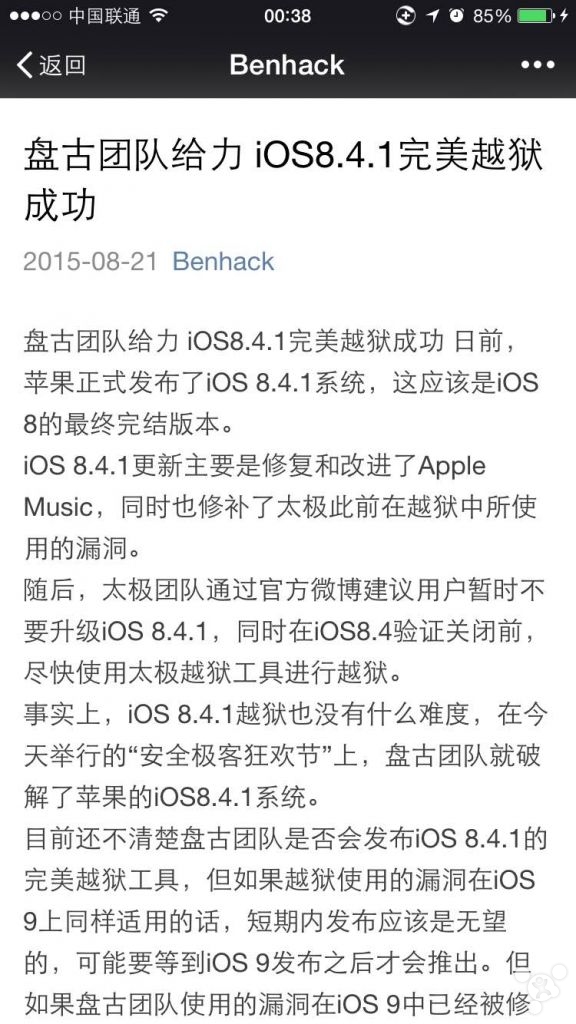 中国联通 00:38 85%
返回 Benhack
盘古团队给力 iOS8.4.1完美越狱
成功
2015-08-21 Benhack
盘古团队给力 iOS8.4.1完美越狱成功 日前，
苹果正式发布了iOS 8.4.1系统，这应该是iOS
8的最终完结版本。
iOS 8.4.1更新主要是修复和改进了Apple
Music，同时也修补了太极此前在越狱中所使
用的漏洞。
随后，太极团队通过官方微博建议用户暂时不
要升级iOS 8.4.1，同时在iOS8.4验证关闭前，
尽快使用太极越狱工具进行越狱。
事实上，iOS 8.4.1越狱也没有什么难度，在今
天举行的“安全极客狂欢节”上，盘古团队就破
解了苹果的iOS8.4.1系统。
目前还不清楚盘古团队是否会发布iOS 8.4.1的
完美越狱工具，但如果越狱使用的漏洞在iOS
9上同样适用的话，短期内发布应该是无望
的，可能要等到iOS 9发布之后才会推出。但
如果盘古团队使用的漏洞在iOS 9中已经被修